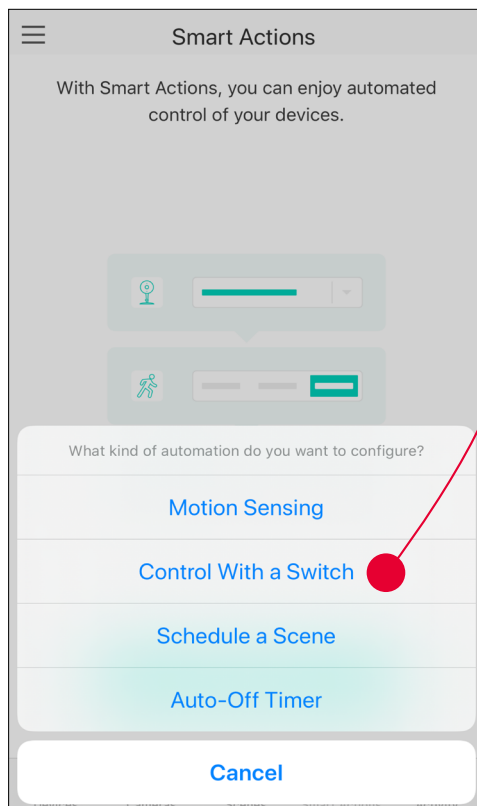 Smart Actions
With Smart Actions, you can enjoy automated
control of your devices.
What kind of automation do you want to configure?
Motion Sensing
Control With a Switch
Schedule a Scene
Auto-Off Timer
Cancel